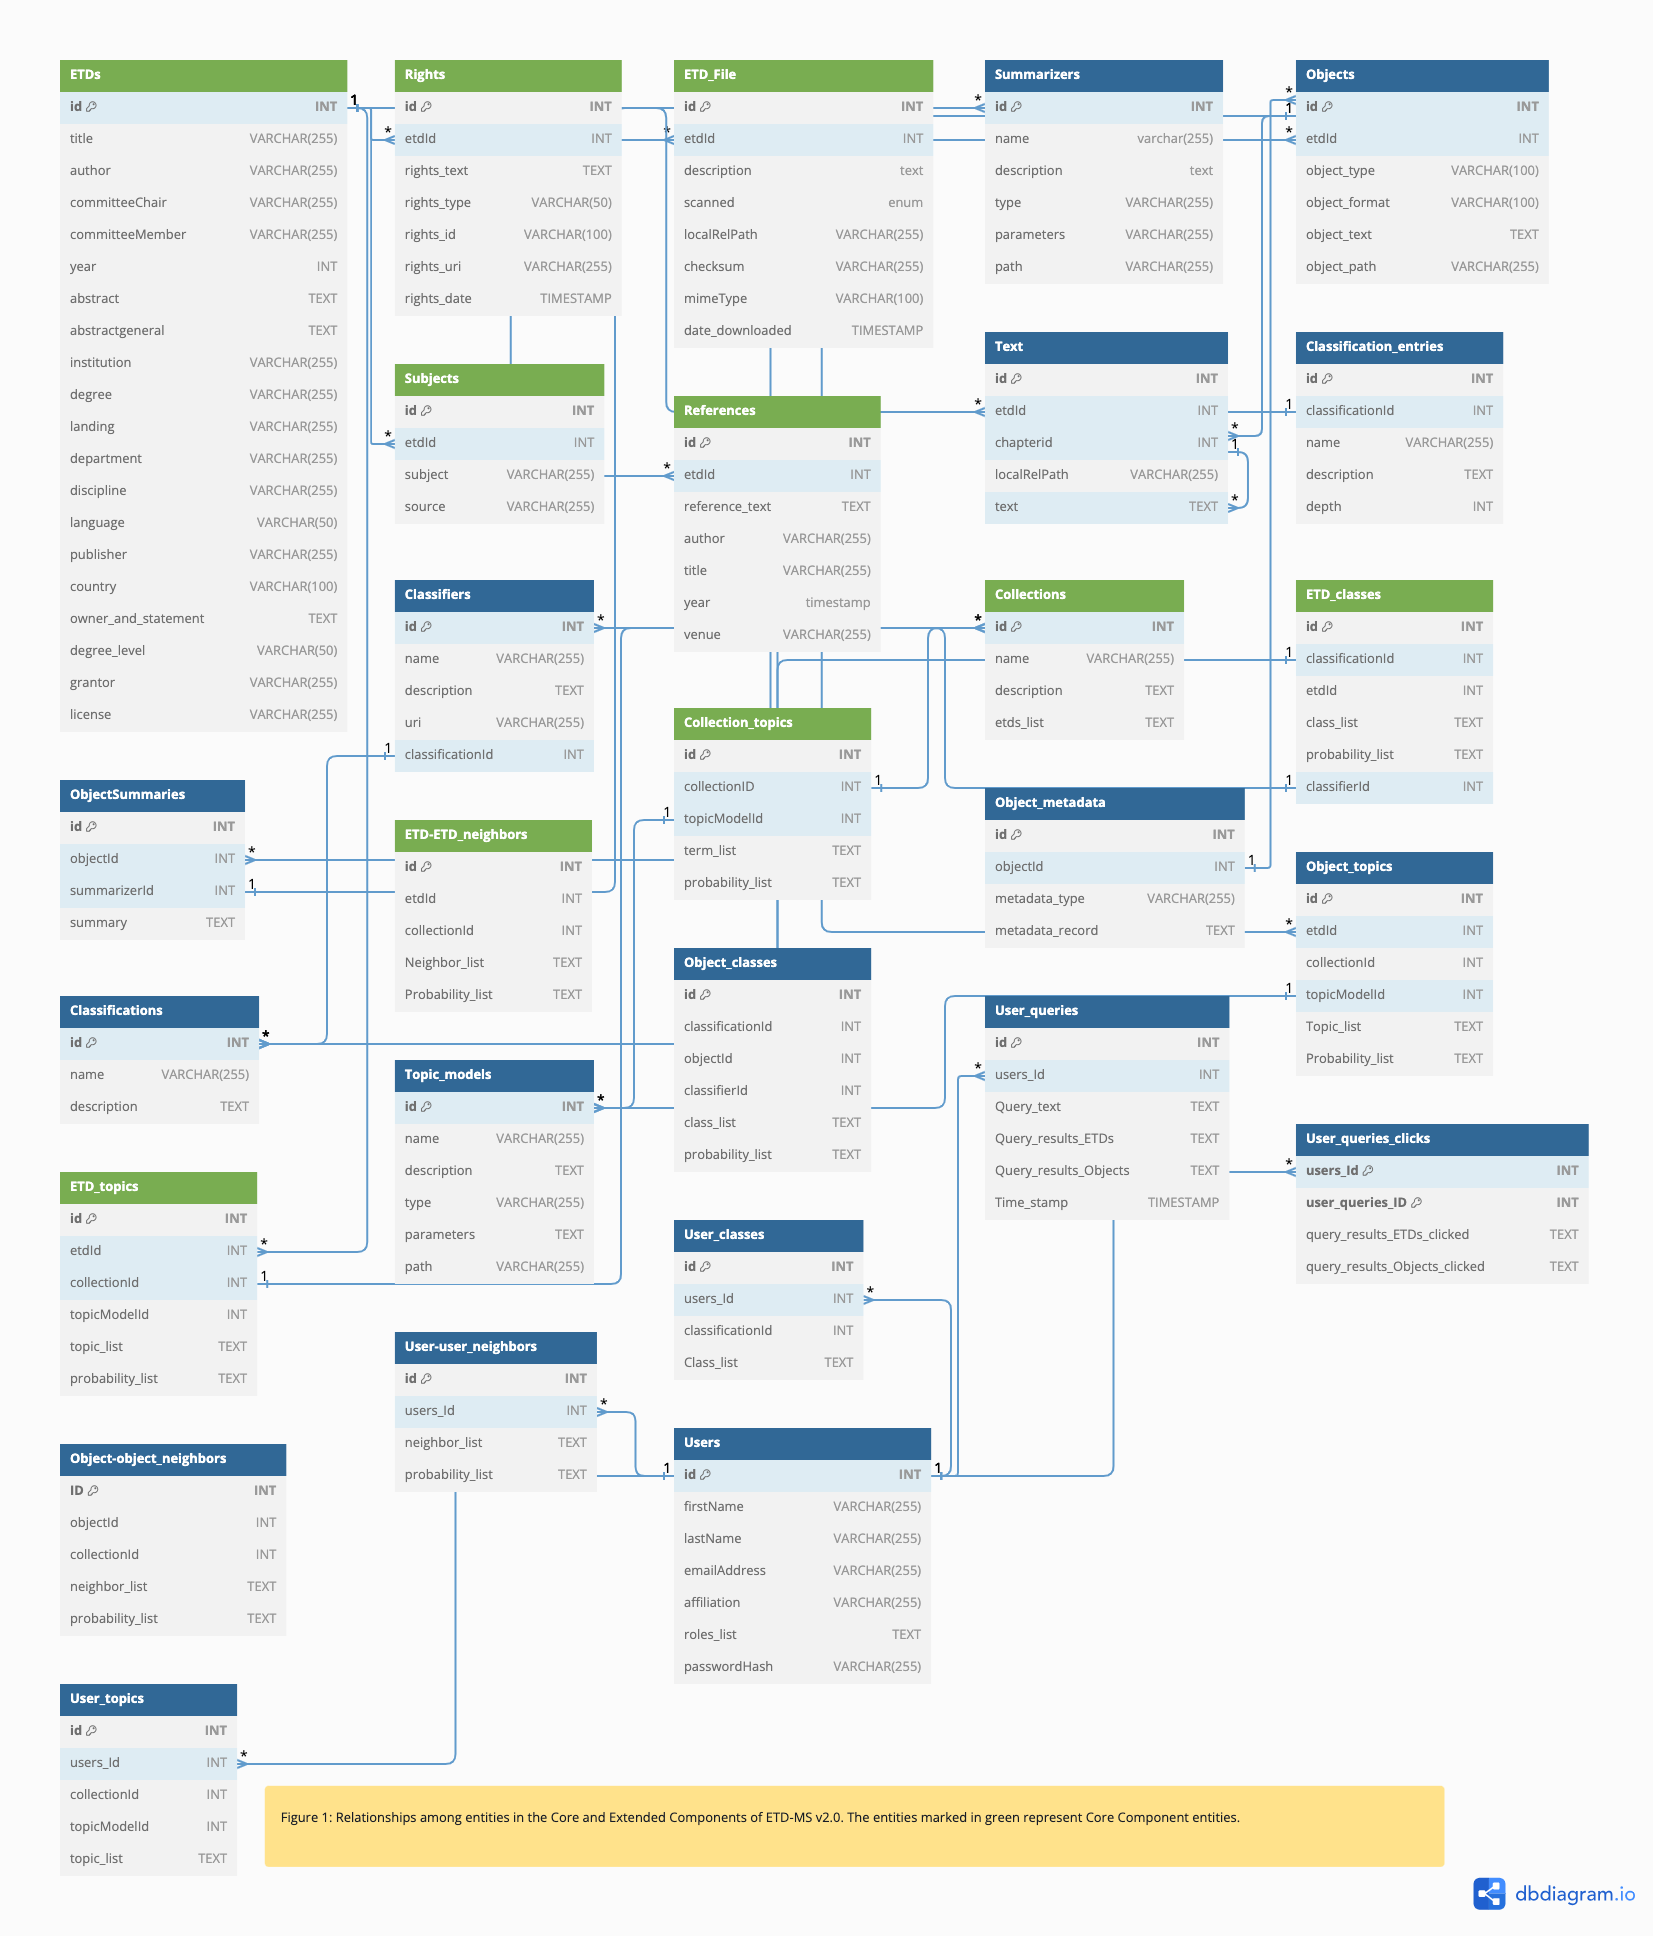 ETDs
id INT
title VARCHAR(255)
author VARCHAR(255)
committeeChair VARCHAR(255)
committeeMember VARCHAR(255)
year INT
abstract TEXT
abstractgeneral TEXT
institution VARCHAR(255)
degree VARCHAR(255)
landing VARCHAR(255)
department VARCHAR(255)
discipline VARCHAR(255)
language VARCHAR(50)
publisher VARCHAR(255)
country VARCHAR(100)
owner_and_statement TEXT
degree_level VARCHAR(50)
grantor VARCHAR(255)
license VARCHAR(255)
1
Rights
id INT
* etdId INT
rights_text TEXT
rights_type VARCHAR(50)
rights_id VARCHAR(100)
rights_uri VARCHAR(255)
rights_date TIMESTAMP
ETD_File
id INT
* etdId INT
description text
scanned enum
localRelPath VARCHAR(255)
checksum VARCHAR(255)
mimeType VARCHAR(100)
date_downloaded TIMESTAMP
Summarizers
* id INT
name varchar(255)
description text
type VARCHAR(255)
parameters VARCHAR(255)
path VARCHAR(255)
Objects
*
1 id INT
* etdId INT
object_type VARCHAR(100)
object_format VARCHAR(100)
object_text TEXT
object_path VARCHAR(255)
Subjects
id INT
* etdId INT
subject VARCHAR(255)
source VARCHAR(255)
References
id INT
* etdId INT
reference_text TEXT
author VARCHAR(255)
title VARCHAR(255)
year timestamp
venue VARCHAR(255)
Text
id INT
* etdId INT
chapterid INT *
1
localRelPath VARCHAR(255)
text TEXT *
Classification_entries
id INT
1 classificationId INT
name VARCHAR(255)
description TEXT
depth INT
Classifiers
id INT *
name VARCHAR(255)
description TEXT
uri VARCHAR(255)
1 classificationId INT
Collections
* id INT
name VARCHAR(255)
description TEXT
etds_list TEXT
ETD_classes
id INT
1 classificationId INT
etdId INT
class_list TEXT
probability_list TEXT
1 classifierId INT
ObjectSummaries
id INT
objectId INT *
summarizerId INT 1
summary TEXT
ETD-ETD_neighbors
id INT
etdId INT
collectionId INT
Neighbor_list TEXT
Probability_list TEXT
Collection_topics
id INT
collectionID INT 1
1 topicModelId INT
term_list TEXT
probability_list TEXT
Object_metadata
id INT
objectId INT 1
metadata_type VARCHAR(255)
metadata_record TEXT
Object_topics
id INT
* etdId INT
collectionId INT
1 topicModelId INT
Topic_list TEXT
Probability_list TEXT
Classifications
id INT *
name VARCHAR(255)
description TEXT
Topic_models
id INT *
name VARCHAR(255)
description TEXT
type VARCHAR(255)
parameters TEXT
path VARCHAR(255)
Object_classes
id INT
classificationId INT
objectId INT
classifierId INT
class_list TEXT
probability_list TEXT
User_queries
id INT
* users_Id INT
Query_text TEXT
Query_results_ETDs TEXT
Query_results_Objects TEXT
Time_stamp TIMESTAMP
User_queries_clicks
* users_Id INT
user_queries_ID INT
query_results_ETDs_clicked TEXT
query_results_Objects_clicked TEXT
ETD_topics
id INT
etdId INT *
collectionId INT 1
topicModelId INT
topic_list TEXT
probability_list TEXT
User-user_neighbors
id INT
users_Id INT *
neighbor_list TEXT
probability_list TEXT
User_classes
id INT
users_Id INT *
classificationId INT
Class_list TEXT
Users
1 id INT 1
firstName VARCHAR(255)
lastName VARCHAR(255)
emailAddress VARCHAR(255)
affiliation VARCHAR(255)
roles_list TEXT
passwordHash VARCHAR(255)
Object-object_neighbors
ID INT
objectId INT
collectionId INT
neighbor_list TEXT
probability_list TEXT
User_topics
id INT
users_Id INT *
collectionId INT
topicModelId INT
topic_list TEXT
Figure 1: Relationships among entities in the Core and Extended Components of ETD-MS v2.0. The entities marked in green represent Core Component entities.
dbdiagram.io